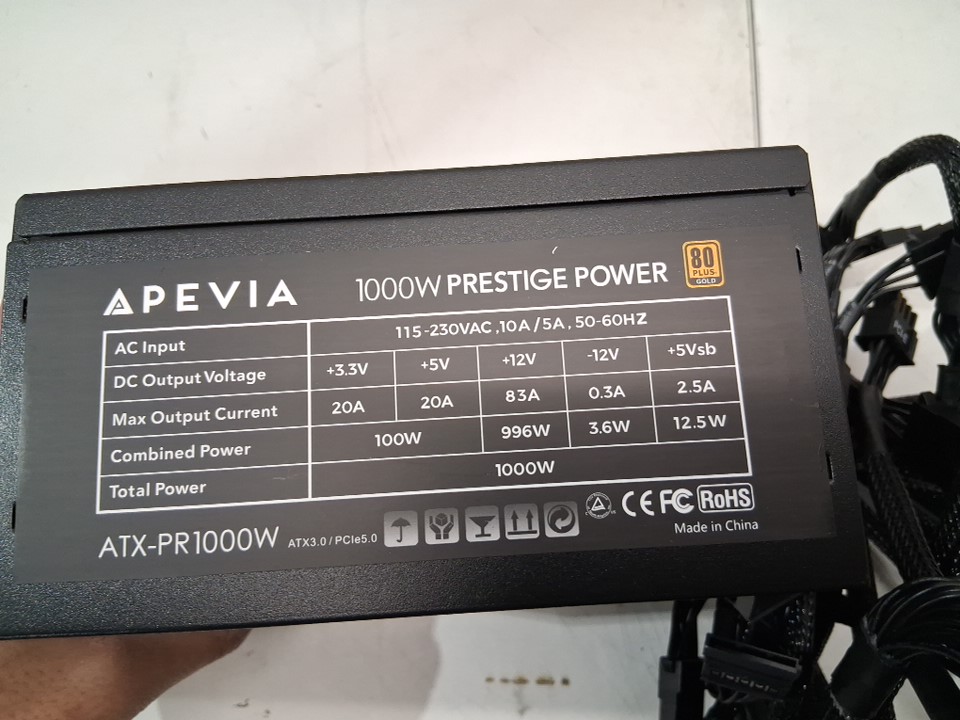 APEVIA
1000W PRESTIGE POWER
80
PLUS
GOLD
AC Input 115-230VAC ,10A / 5A , 50-60HZ
DC Output Voltage +3.3V +5V +12V -12V +5Vsb
Max Output Current 20A 20A 83A 0.3A 2.5A
Combined Power 100W 996W 3.6W 12.5W
Total Power 1000W
ATX-PR1000W ATX3.0 / PCIe5.0
CE FC RoHS
Made in China